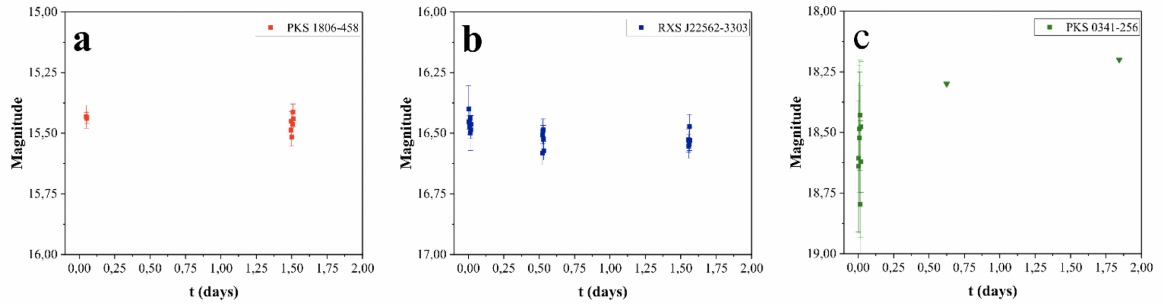 a
PKS 1806-458
15,00
15,25
15,50
15,75
16,00
Magnitude
0,00 0,25 0,50 0,75 1,00 1,25 1,50 1,75 2,00
t (days)
b
RXS J22562-3303
16,00
16,25
16,50
16,75
17,00
Magnitude
0,00 0,25 0,50 0,75 1,00 1,25 1,50 1,75 2,00
t (days)
c
PKS 0341-256
18,00
18,25
18,50
18,75
19,00
Magnitude
0,00 0,25 0,50 0,75 1,00 1,25 1,50 1,75 2,00
t (days)